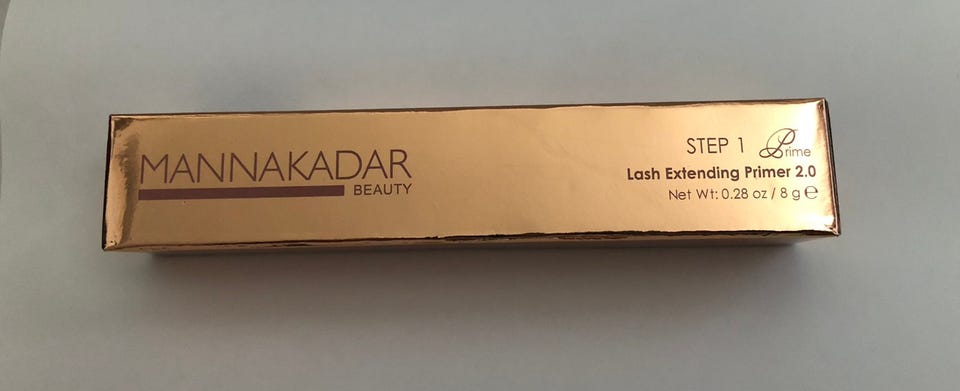 MANNAKADAR
BEAUTY
STEP 1 Prime
Lash Extending Primer 2.0
Net Wt: 0.28 oz / 8 g ℮